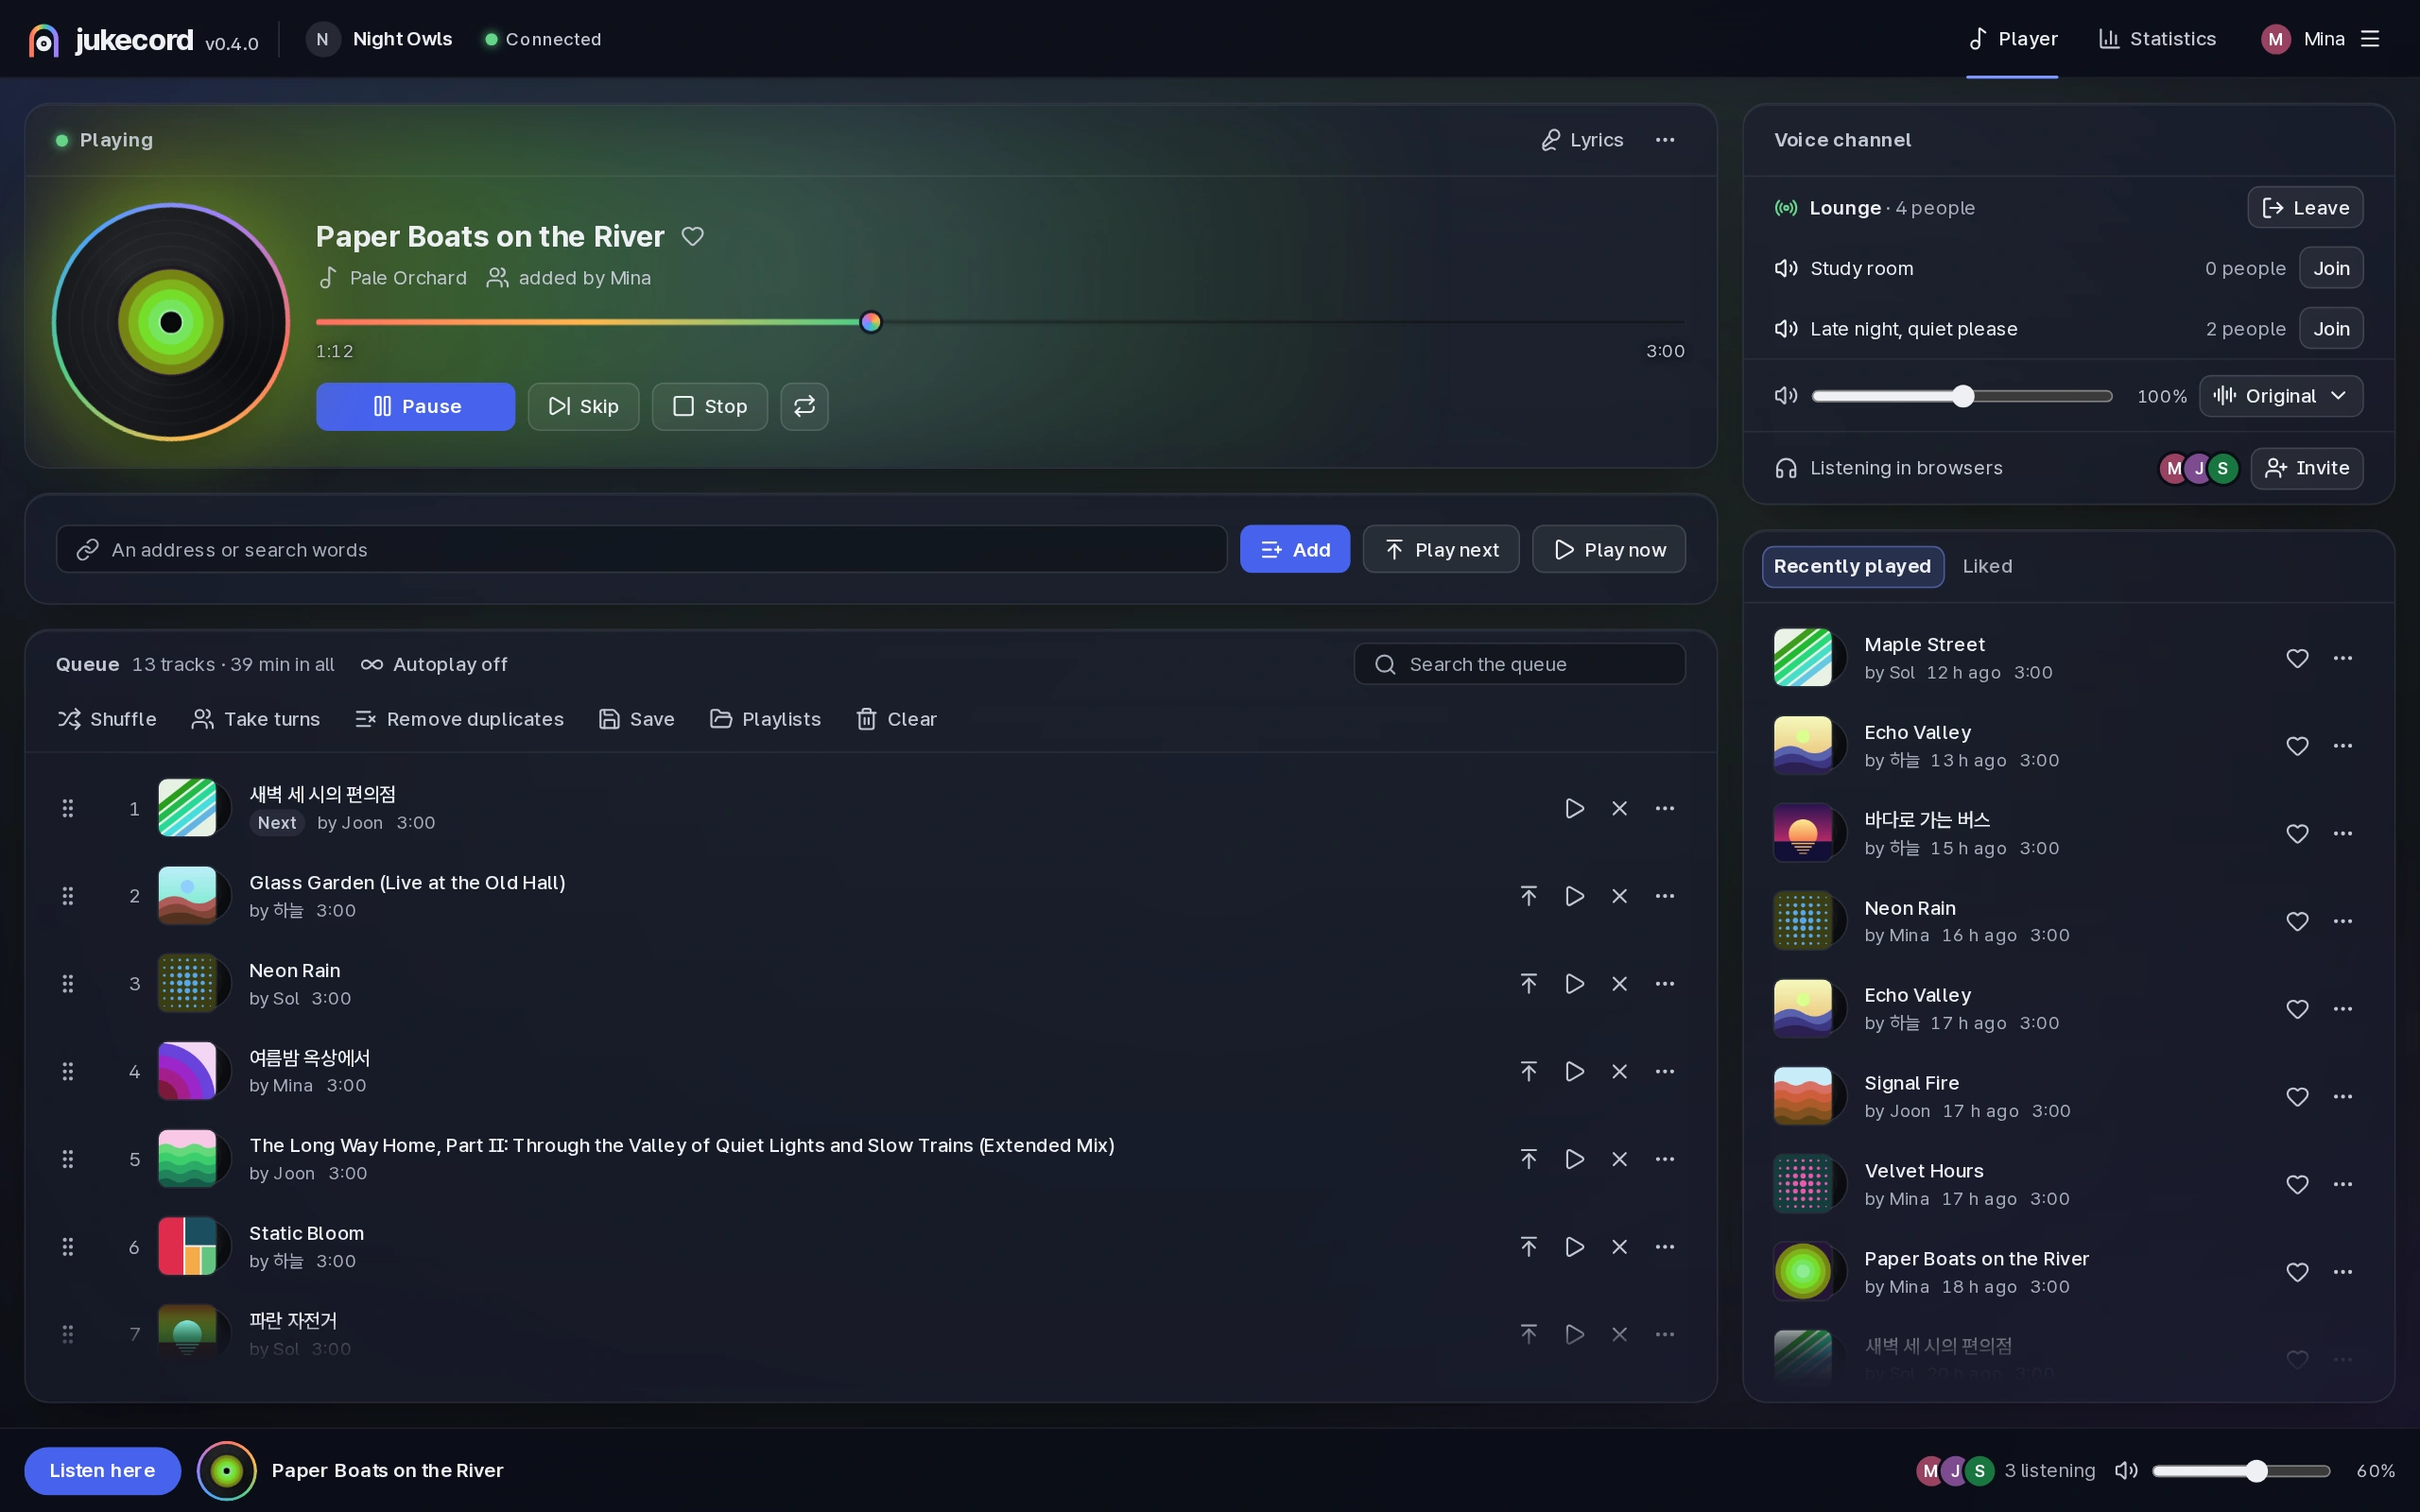 jukecord v0.4.0 N Night Owls Connected Player Statistics M Mina
Playing Lyrics
Paper Boats on the River
Pale Orchard added by Mina
1:12 3:00
Pause Skip Stop
An address or search words Add Play next Play now
Queue 13 tracks · 39 min in all Autoplay off Search the queue
Shuffle Take turns Remove duplicates Save Playlists Clear
1 새벽 세 시의 편의점
Next by Joon 3:00
2 Glass Garden (Live at the Old Hall)
by 하늘 3:00
3 Neon Rain
by Sol 3:00
4 여름밤 옥상에서
by Mina 3:00
5 The Long Way Home, Part II: Through the Valley of Quiet Lights and Slow Trains (Extended Mix)
by Joon 3:00
6 Static Bloom
by 하늘 3:00
7 파란 자전거
by Sol 3:00
Voice channel
Lounge · 4 people Leave
Study room 0 people Join
Late night, quiet please 2 people Join
100% Original
Listening in browsers M J S Invite
Recently played Liked
Maple Street
by Sol 12 h ago 3:00
Echo Valley
by 하늘 13 h ago 3:00
바다로 가는 버스
by 하늘 15 h ago 3:00
Neon Rain
by Mina 16 h ago 3:00
Echo Valley
by 하늘 17 h ago 3:00
Signal Fire
by Joon 17 h ago 3:00
Velvet Hours
by Mina 17 h ago 3:00
Paper Boats on the River
by Mina 18 h ago 3:00
새벽 세 시의 편의점
by Sol 20 h ago 3:00
Listen here Paper Boats on the River M J S 3 listening 60%